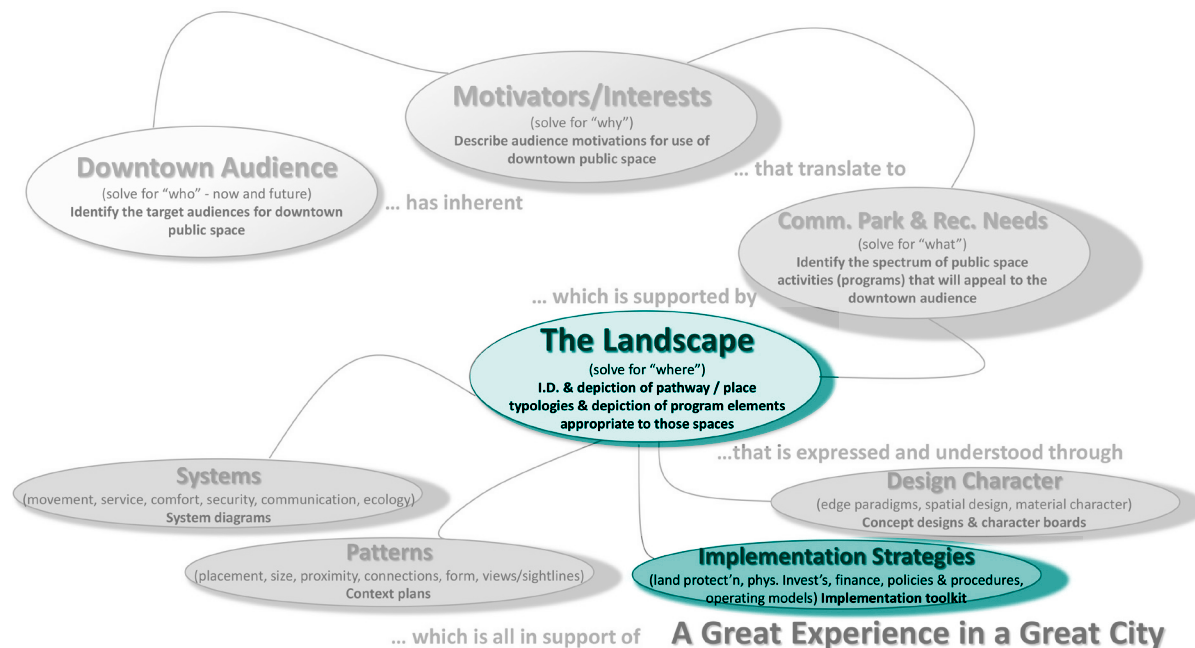 Motivators/Interests
(solve for “why”)
Describe audience motivations for use of
downtown public space
Downtown Audience
(solve for “who” - now and future)
Identify the target audiences for downtown
public space
... has inherent
... that translate to
Comm. Park & Rec. Needs
(solve for “what”)
Identify the spectrum of public space
activities (programs) that will appeal to the
downtown audience
... which is supported by
The Landscape
(solve for “where”)
I.D. & depiction of pathway / place
typologies & depiction of program elements
appropriate to those spaces
...that is expressed and understood through
Systems
(movement, service, comfort, security, communication, ecology)
System diagrams
Design Character
(edge paradigms, spatial design, material character)
Concept designs & character boards
Patterns
(placement, size, proximity, connections, form, views/sightlines)
Context plans
Implementation Strategies
(land protect’n, phys. Invest’s, finance, policies & procedures,
operating models) Implementation toolkit
... which is all in support of
A Great Experience in a Great City